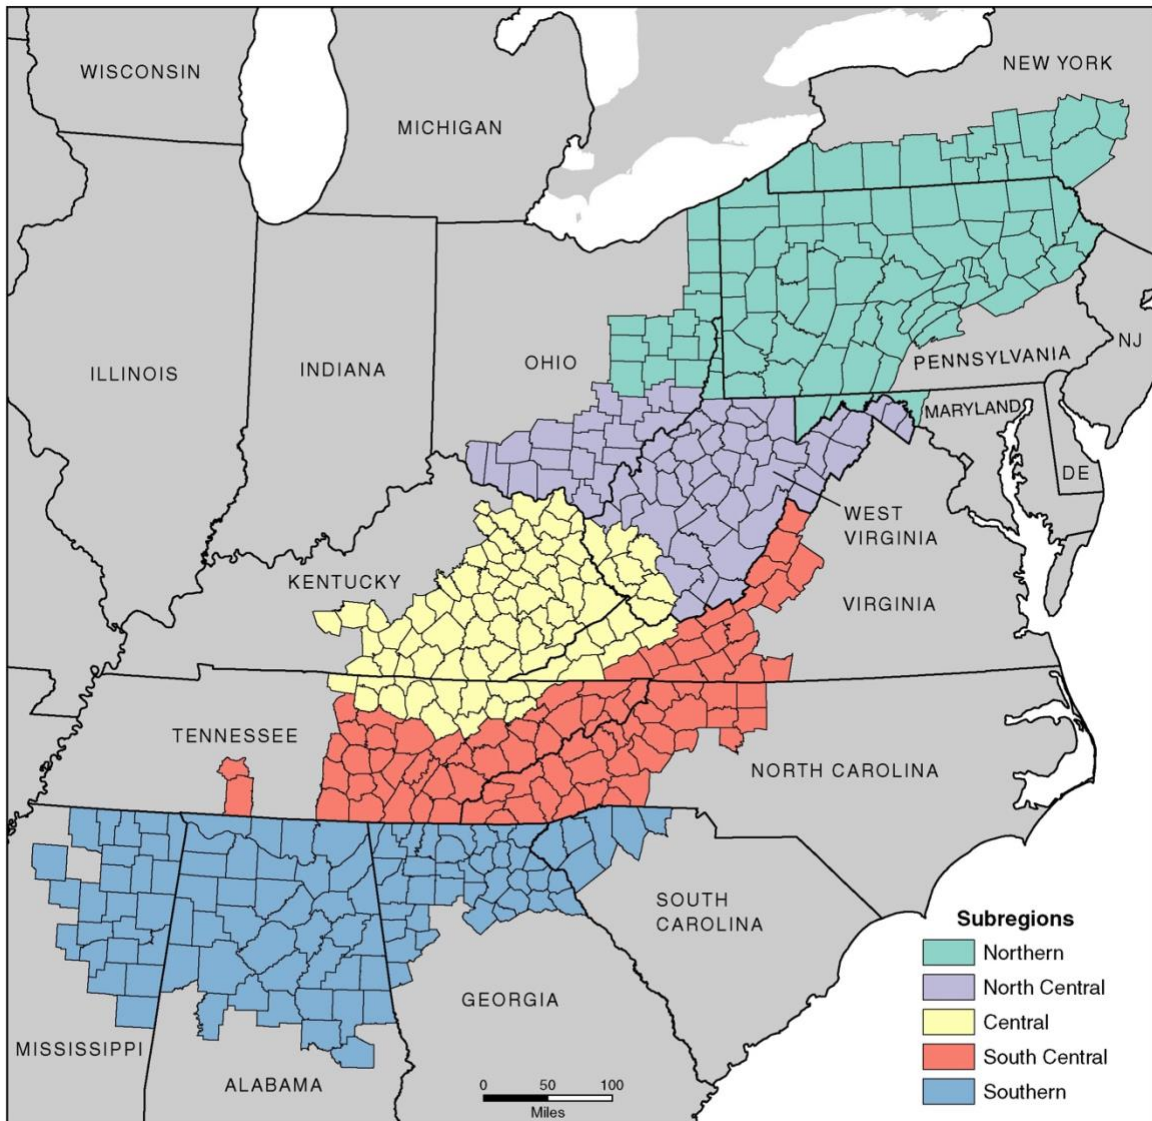 WISCONSIN
MICHIGAN
NEW YORK
ILLINOIS
INDIANA
OHIO
PENNSYLVANIA
NJ
MARYLAND
DE
WEST
VIRGINIA
KENTUCKY
VIRGINIA
TENNESSEE
NORTH CAROLINA
SOUTH
CAROLINA
GEORGIA
MISSISSIPPI
ALABAMA
0 50 100
Miles
Subregions
Northern
North Central
Central
South Central
Southern